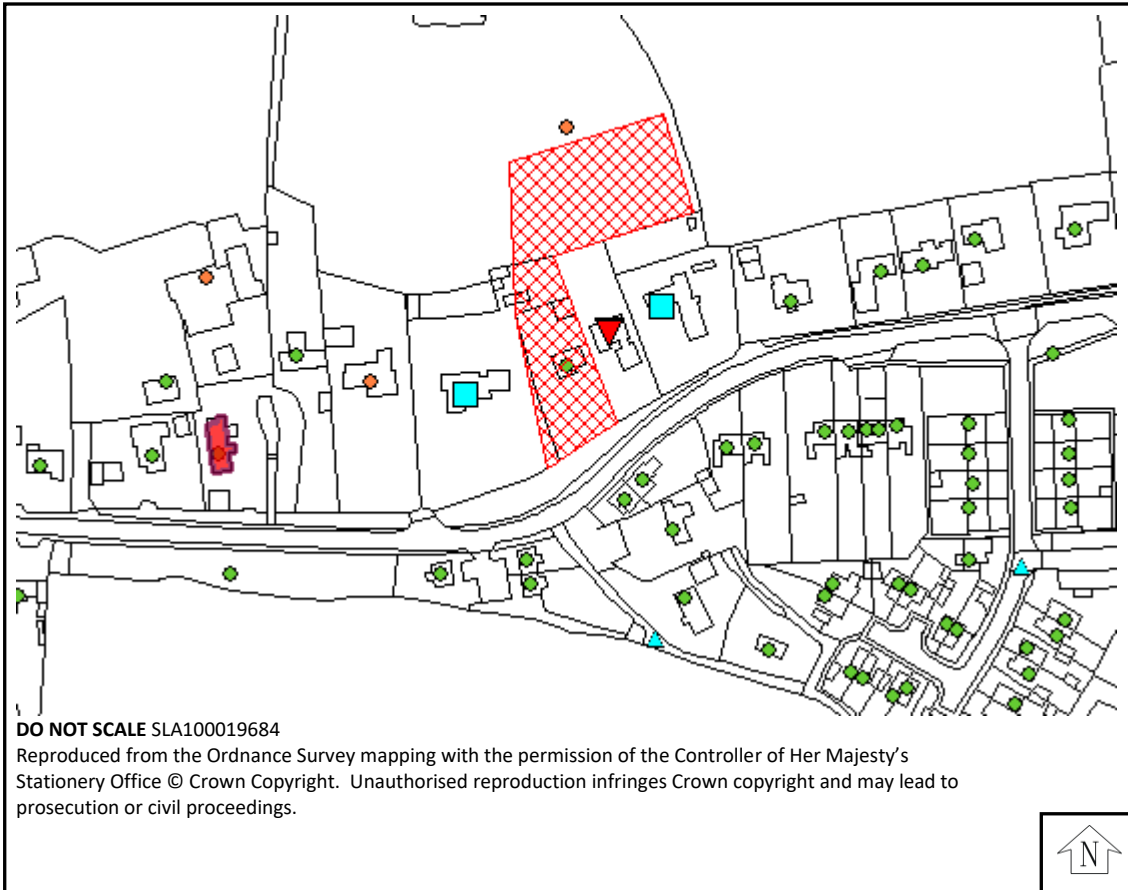 DO NOT SCALE SLA100019684
Reproduced from the Ordnance Survey mapping with the permission of the Controller of Her Majesty’s
Stationery Office © Crown Copyright.  Unauthorised reproduction infringes Crown copyright and may lead to
prosecution or civil proceedings.
N